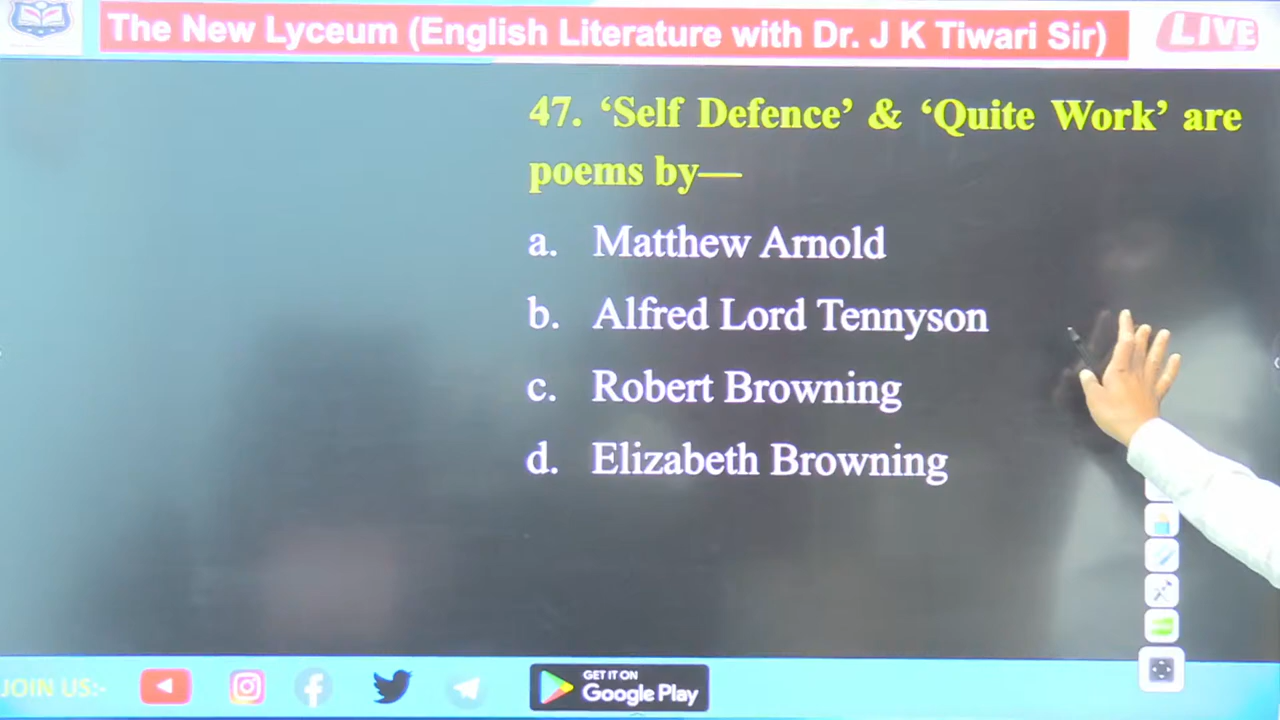 The New Lyceum (English Literature with Dr. J K Tiwari Sir)
LIVE
47. ‘Self Defence’ & ‘Quite Work’ are
poems by—
a. Matthew Arnold
b. Alfred Lord Tennyson
c. Robert Browning
d. Elizabeth Browning
JOIN US:-
GET IT ON
Google Play